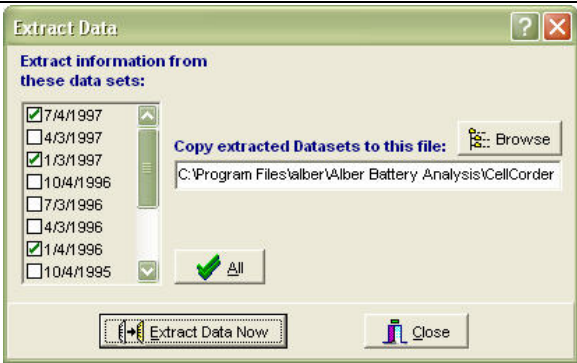 Extract Data
Extract information from
these data sets:
7/4/1997
4/3/1997
1/3/1997
10/4/1996
7/3/1996
4/3/1996
1/4/1996
10/4/1995
Browse
Copy extracted Datasets to this file:
C:\Program Files\alber\Alber Battery Analysis\CellCorder
All
Extract Data Now
Close